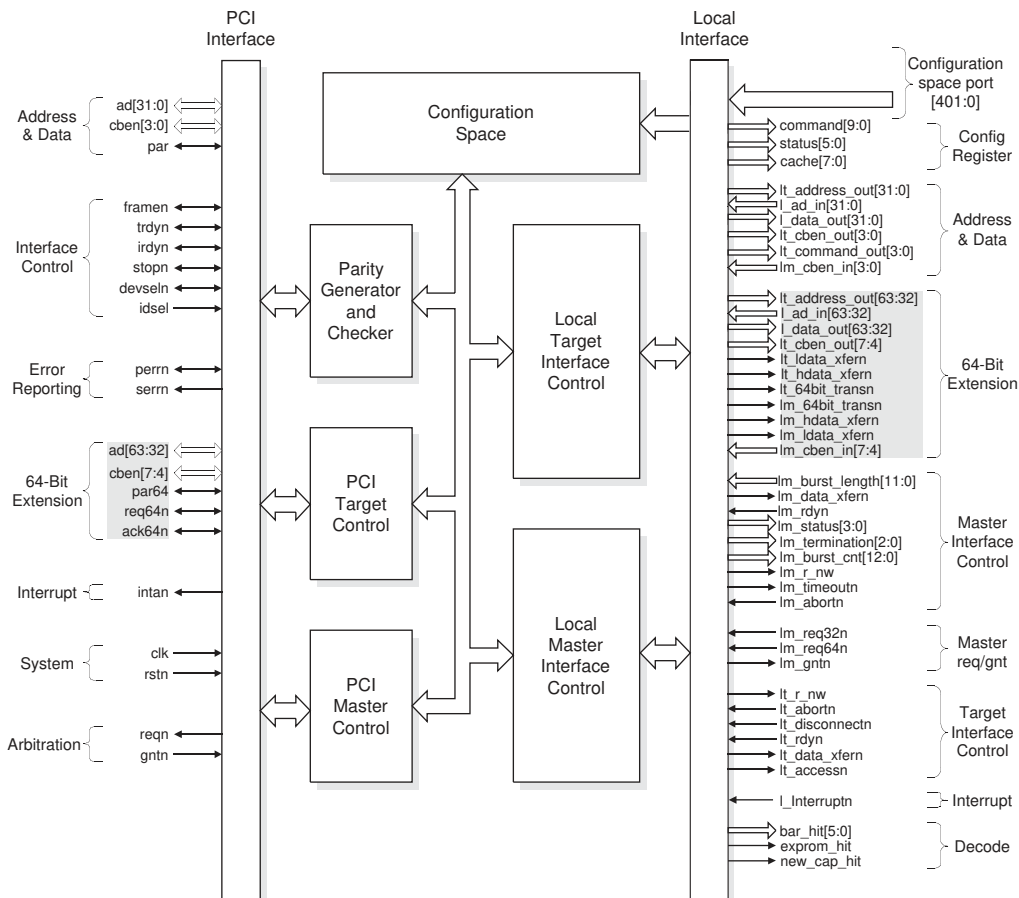 PCI
Interface
Local
Interface
Address
& Data
ad[31:0]
cben[3:0]
par
Interface
Control
framen
trdyn
irdyn
stopn
devseln
idsel
Error
Reporting
perrn
serrn
64-Bit
Extension
ad[63:32]
cben[7:4]
par64
req64n
ack64n
Interrupt
intan
System
clk
rstn
Arbitration
reqn
gntn
Configuration
Space
Parity
Generator
and
Checker
PCI
Target
Control
PCI
Master
Control
Local
Target
Interface
Control
Local
Master
Interface
Control
Configuration
space port
[401:0]
command[9:0]
status[5:0]
cache[7:0]
Config
Register
lt_address_out[31:0]
l_ad_in[31:0]
l_data_out[31:0]
lt_cben_out[3:0]
lt_command_out[3:0]
lm_cben_in[3:0]
Address
& Data
lt_address_out[63:32]
l_ad_in[63:32]
l_data_out[63:32]
lt_cben_out[7:4]
lt_ldata_xfern
lt_hdata_xfern
lt_64bit_transn
lm_64bit_transn
lm_hdata_xfern
lm_ldata_xfern
lm_cben_in[7:4]
64-Bit
Extension
lm_burst_length[11:0]
lm_data_xfern
lm_rdyn
lm_status[3:0]
lm_termination[2:0]
lm_burst_cnt[12:0]
lm_r_nw
lm_timeoutn
lm_abortn
Master
Interface
Control
lm_req32n
lm_req64n
lm_gntn
Master
req/gnt
lt_r_nw
lt_abortn
lt_disconnectn
lt_rdyn
lt_data_xfern
lt_accessn
Target
Interface
Control
l_Interruptn
Interrupt
bar_hit[5:0]
exprom_hit
new_cap_hit
Decode